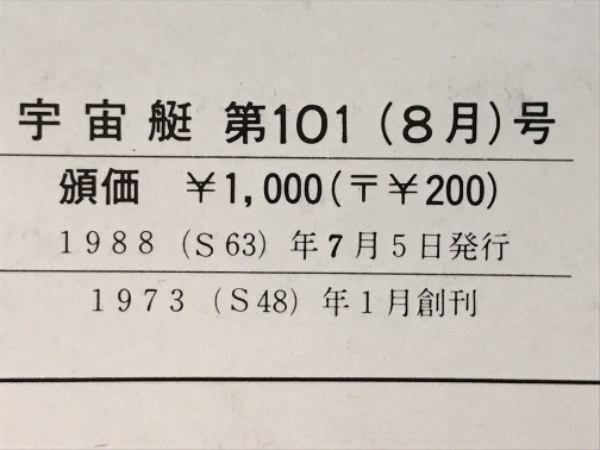 宇宙艇 第101（8月）号
頒価 ￥1,000（〒￥200）
1988（S63）年7月5日発行
1973（S48）年1月創刊